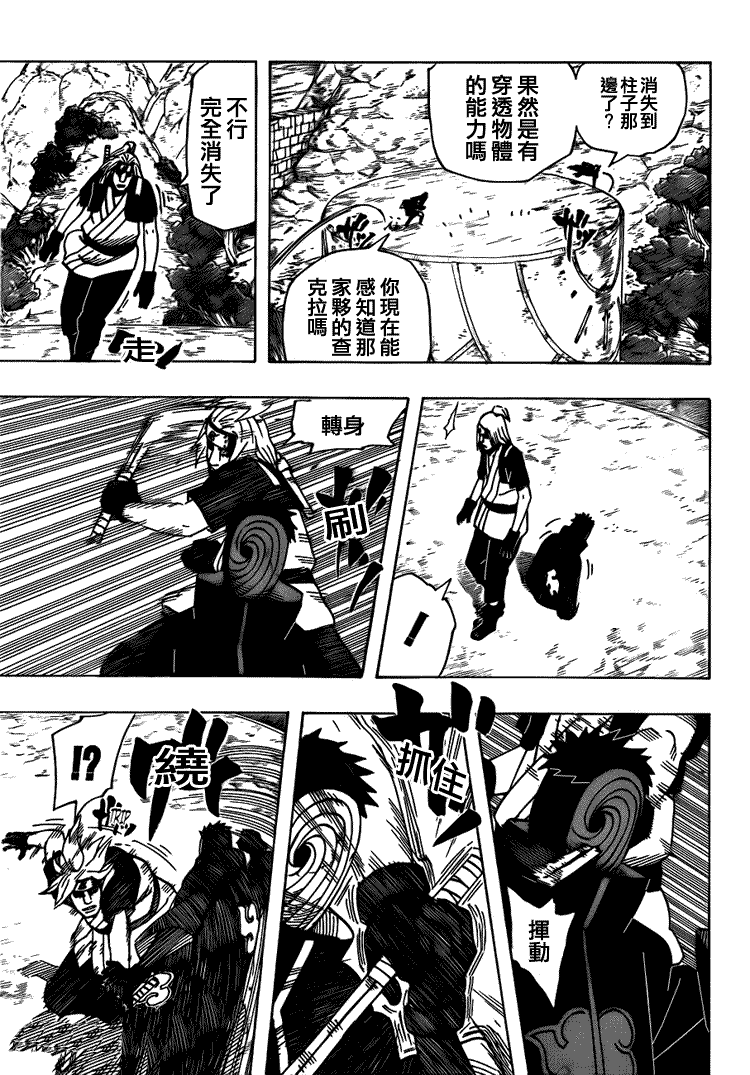 消失到
柱子那
邊了?
果然是有
穿透物體
的能力嗎
你現在能
感知道那
家夥的查
克拉嗎
不行
完全消失了
走
!
轉身
刷
揮動
抓住
繞
!?